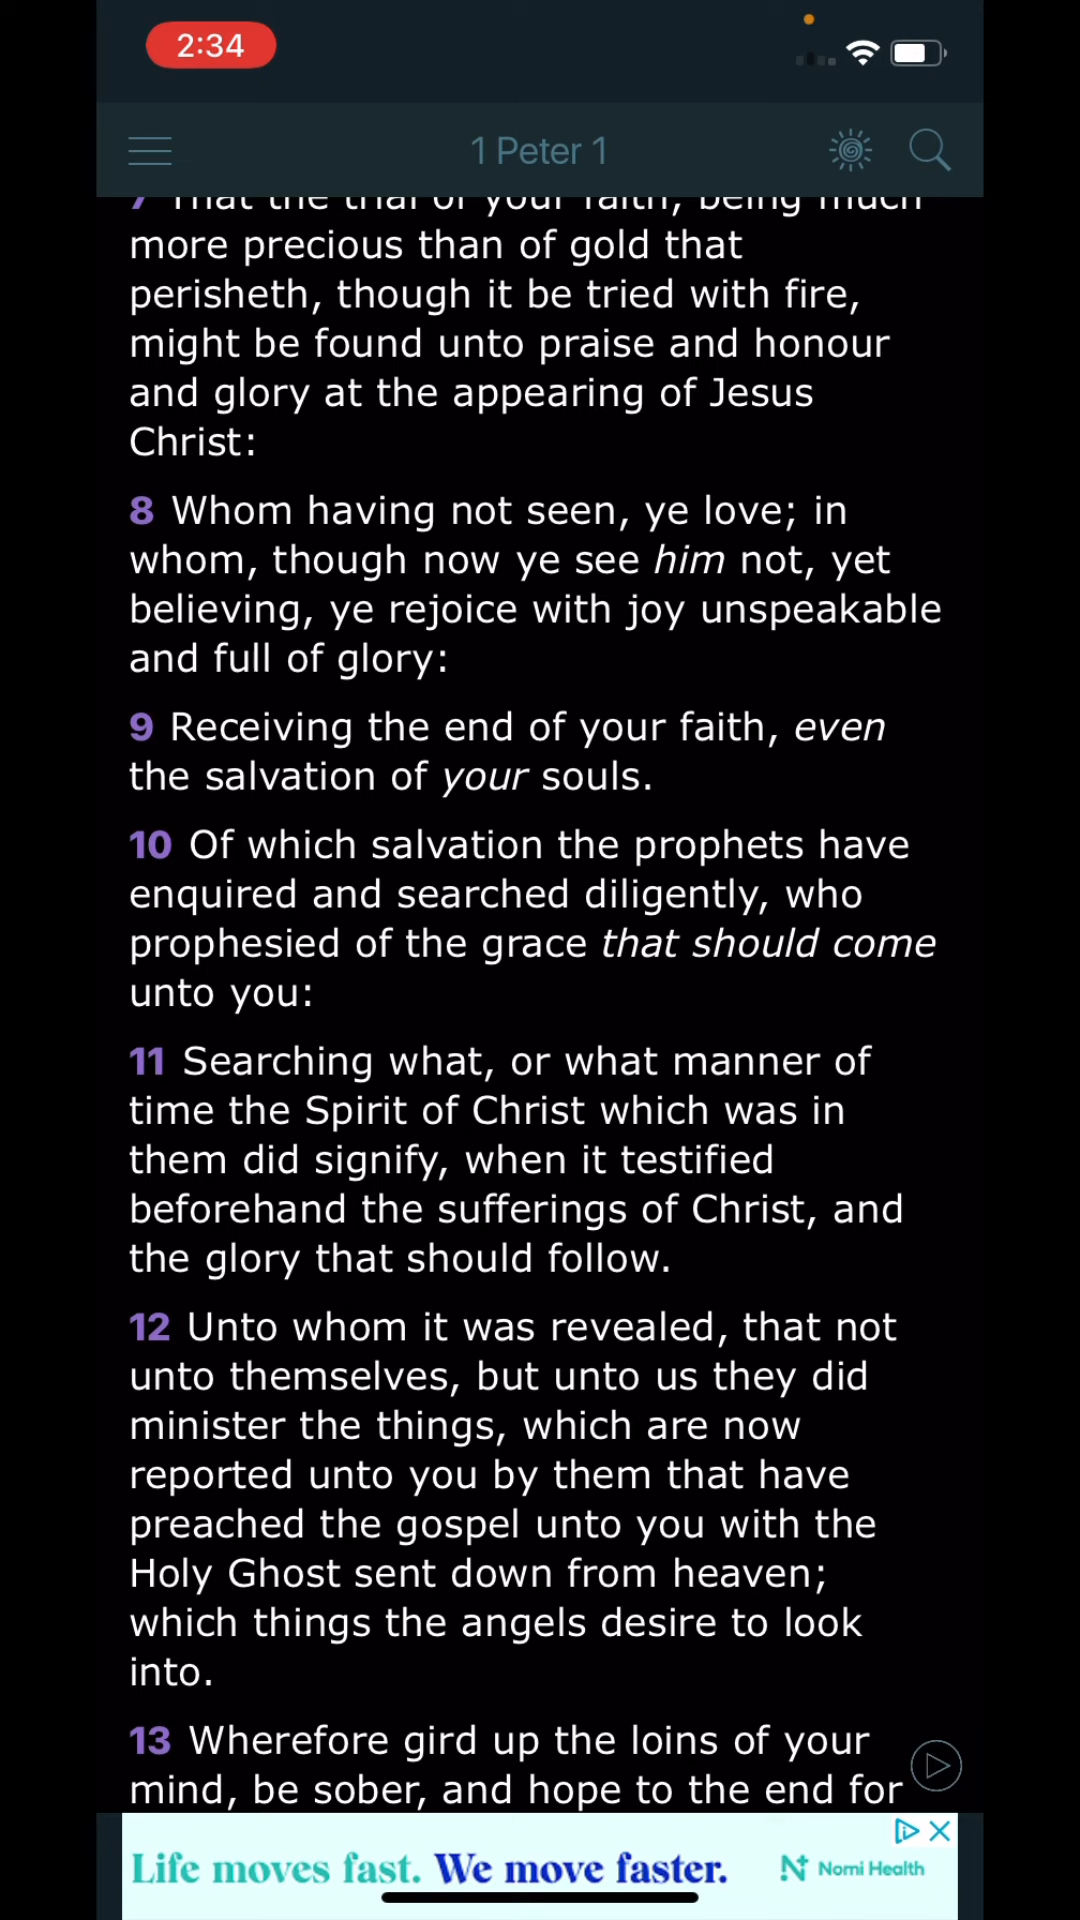 2:34
1 Peter 1
7 That the trial of your faith, being much
more precious than of gold that
perisheth, though it be tried with fire,
might be found unto praise and honour
and glory at the appearing of Jesus
Christ:
8 Whom having not seen, ye love; in
whom, though now ye see him not, yet
believing, ye rejoice with joy unspeakable
and full of glory:
9 Receiving the end of your faith, even
the salvation of your souls.
10 Of which salvation the prophets have
enquired and searched diligently, who
prophesied of the grace that should come
unto you:
11 Searching what, or what manner of
time the Spirit of Christ which was in
them did signify, when it testified
beforehand the sufferings of Christ, and
the glory that should follow.
12 Unto whom it was revealed, that not
unto themselves, but unto us they did
minister the things, which are now
reported unto you by them that have
preached the gospel unto you with the
Holy Ghost sent down from heaven;
which things the angels desire to look
into.
13 Wherefore gird up the loins of your
mind, be sober, and hope to the end for
Life moves fast. We move faster.
Nomi Health